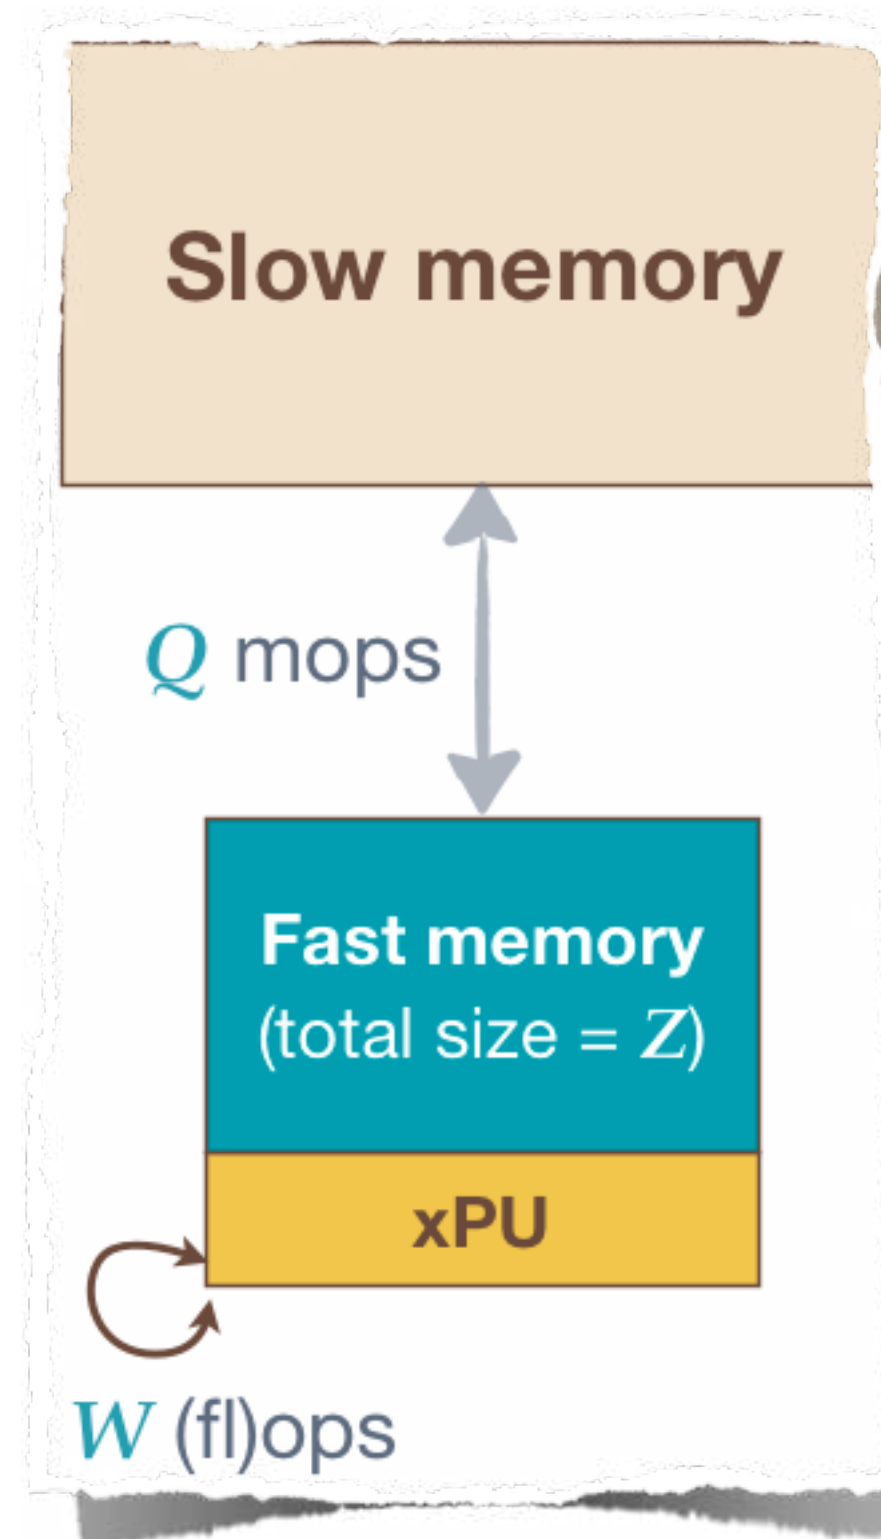 Slow memory
Q mops
Fast memory
(total size = Z)
xPU
W (fl)ops